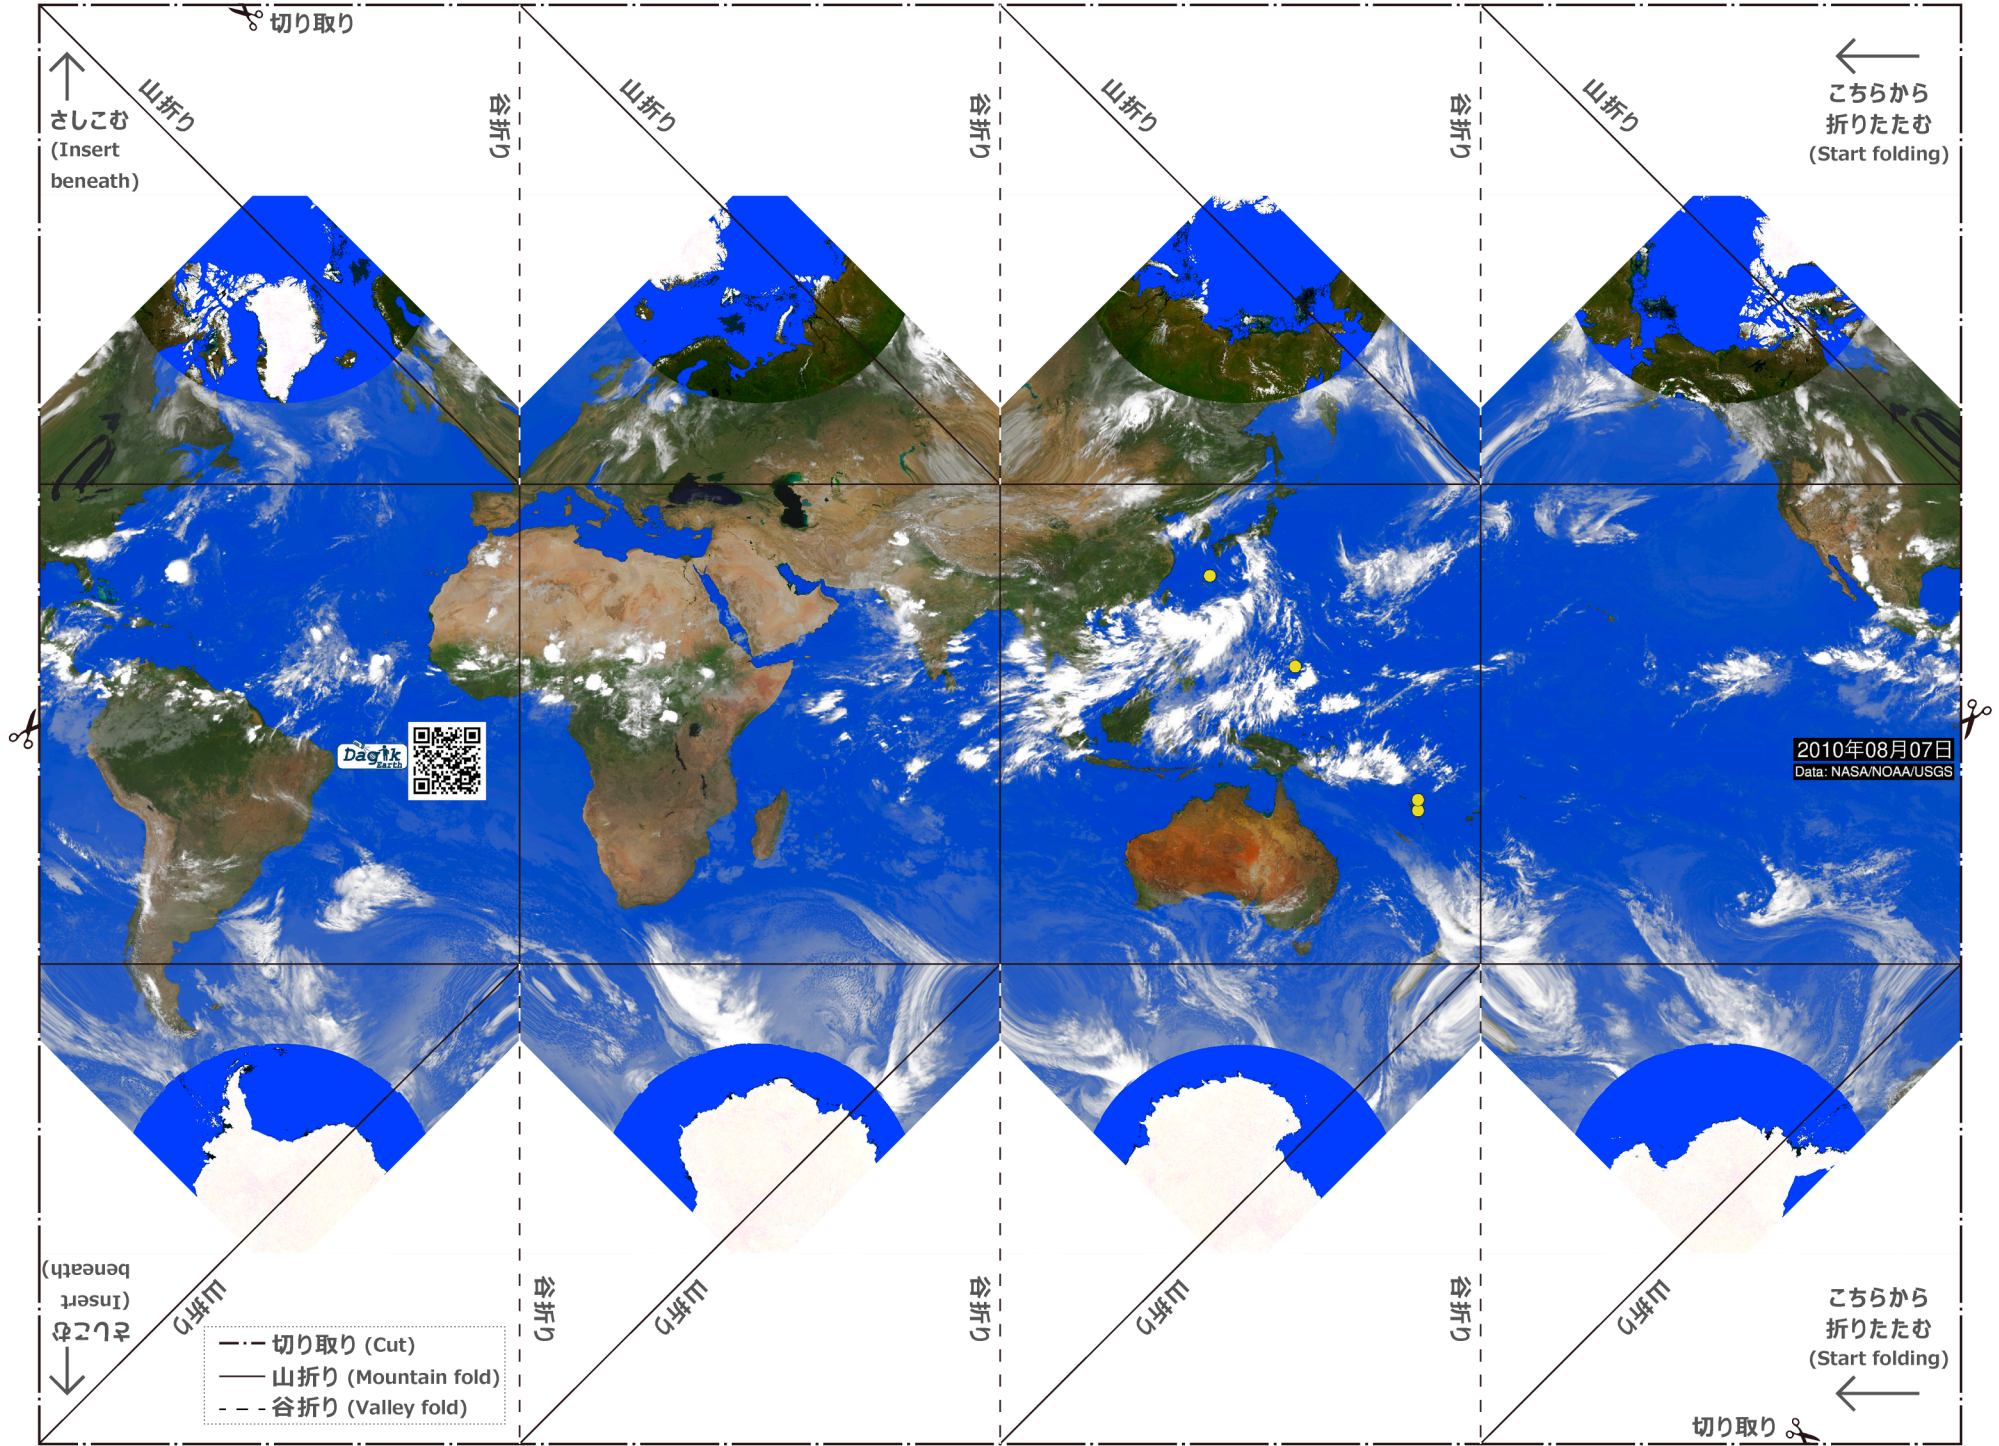 切り取り
さしこむ
(Insert
beneath)
山折り
谷折り
山折り
谷折り
山折り
谷折り
山折り
こちらから
折りたたむ
(Start folding)
Dagik
Earth
2010年08月07日
Data: NASA/NOAA/USGS
さしこむ
(Insert
beneath)
山折り
谷折り
山折り
谷折り
山折り
谷折り
山折り
こちらから
折りたたむ
(Start folding)
切り取り (Cut)
山折り (Mountain fold)
谷折り (Valley fold)
切り取り